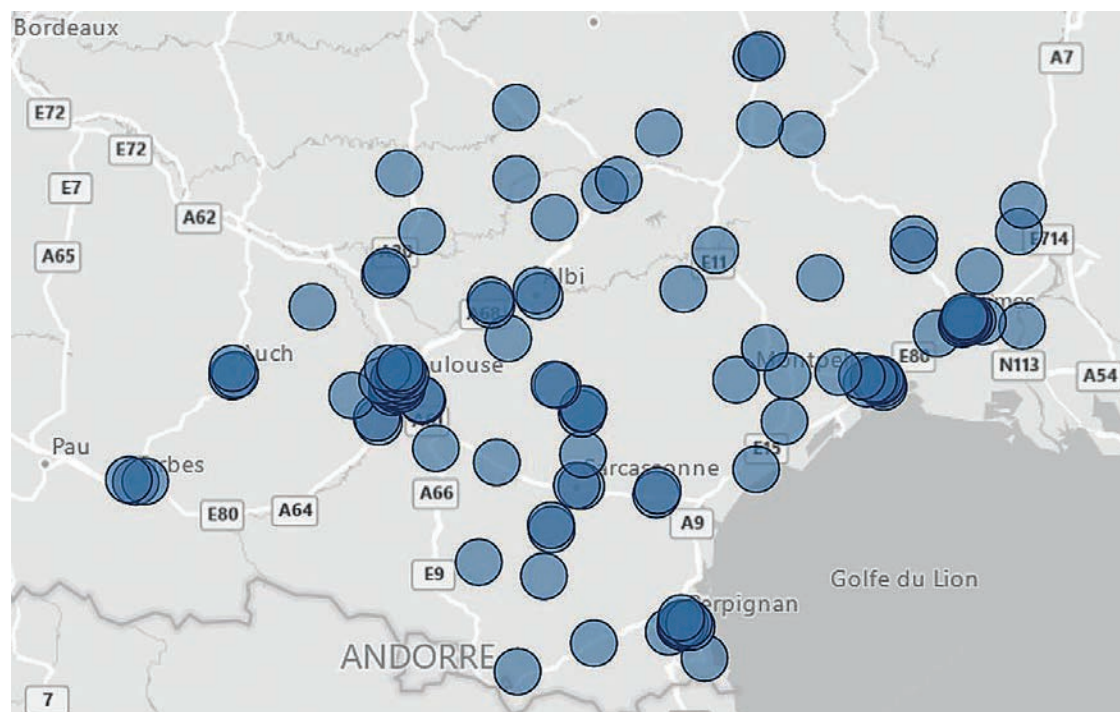 Bordeaux
A7
E72
E72
E7
A62
A65
E714
E11
Albi
A68
Auch
Toulouse
Montpel
E80
N113
A54
Pau
E15
Carcassonne
A66
E80
A64
A9
E9
Golfe du Lion
Perpignan
ANDORRE
7